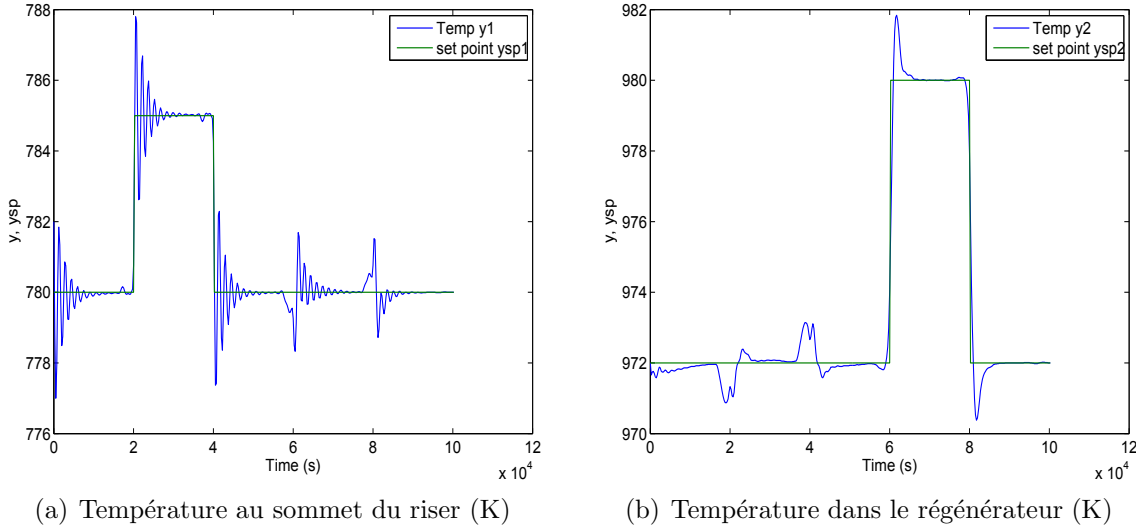 788
786
784
782
780
778
776
y, ysp
0
2
4
6
8
10
12
x 10^4
Time (s)
Temp y1
set point ysp1
(a) Température au sommet du riser (K)
982
980
978
976
974
972
970
y, ysp
0
2
4
6
8
10
12
x 10^4
Time (s)
Temp y2
set point ysp2
(b) Température dans le régénérateur (K)